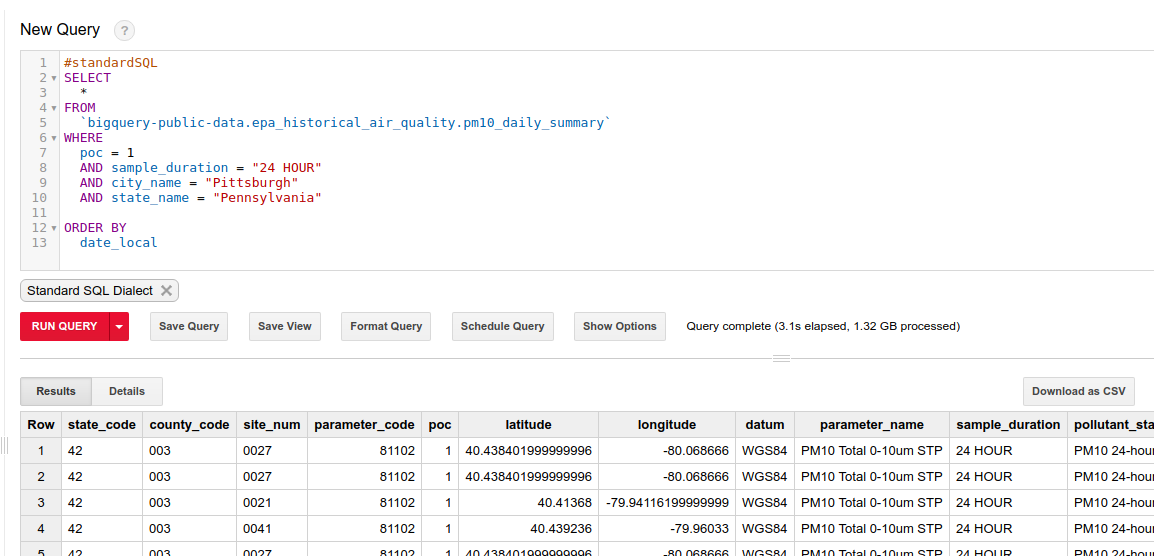 New Query ?
1 #standardSQL
2 SELECT
3 *
4 FROM
5 `bigquery-public-data.epa_historical_air_quality.pm10_daily_summary`
6 WHERE
7 poc = 1
8 AND sample_duration = "24 HOUR"
9 AND city_name = "Pittsburgh"
10 AND state_name = "Pennsylvania"
11
12 ORDER BY
13 date_local
Standard SQL Dialect
RUN QUERY Save Query Save View Format Query Schedule Query Show Options Query complete (3.1s elapsed, 1.32 GB processed)
Results Details Download as CSV
Row state_code county_code site_num parameter_code poc latitude longitude datum parameter_name sample_duration pollutant_sta
1 42 003 0027 81102 1 40.438401999999996 -80.068666 WGS84 PM10 Total 0-10um STP 24 HOUR PM10 24-hour
2 42 003 0027 81102 1 40.438401999999996 -80.068666 WGS84 PM10 Total 0-10um STP 24 HOUR PM10 24-hour
3 42 003 0021 81102 1 40.41368 -79.94116199999999 WGS84 PM10 Total 0-10um STP 24 HOUR PM10 24-hour
4 42 003 0041 81102 1 40.439236 -79.96033 WGS84 PM10 Total 0-10um STP 24 HOUR PM10 24-hour
5 42 003 0027 81102 1 40.438401999999996 -80.068666 WGS84 PM10 Total 0-10um STP 24 HOUR PM10 24-hour